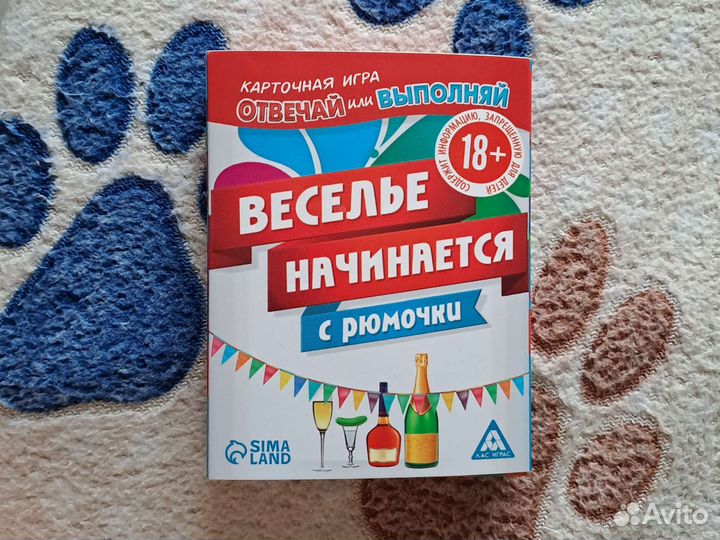 КАРТОЧНАЯ ИГРА
ОТВЕЧАЙ или ВЫПОЛНЯЙ
СОДЕРЖИТ ИНФОРМАЦИЮ, ЗАПРЕЩЕННУЮ ДЛЯ ДЕТЕЙ
18+
ВЕСЕЛЬЕ
НАЧИНАЕТСЯ
С РЮМОЧКИ
SIMA
LAND
ЛАС ИГРАС
Avito